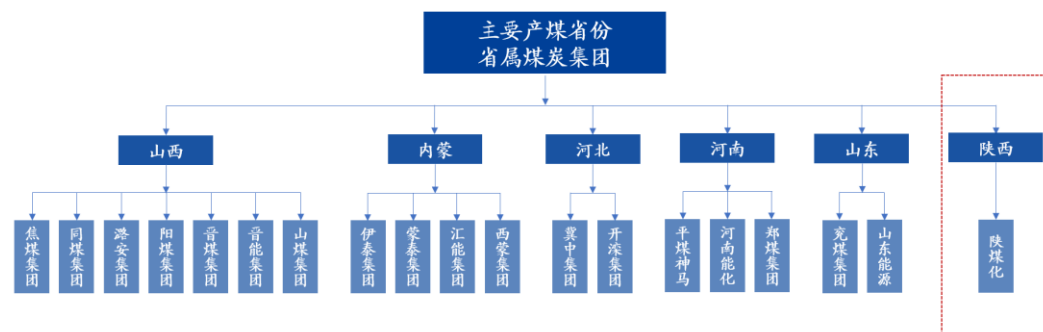 主要产煤省份
省属煤炭集团
山西
内蒙
河北
河南
山东
陕西
焦煤集团
同煤集团
潞安集团
阳煤集团
晋煤集团
晋能集团
山煤集团
伊泰集团
蒙泰集团
汇能集团
西蒙集团
冀中集团
开滦集团
平煤神马
河南能化
郑煤集团
兖煤集团
山东能源
陕煤化